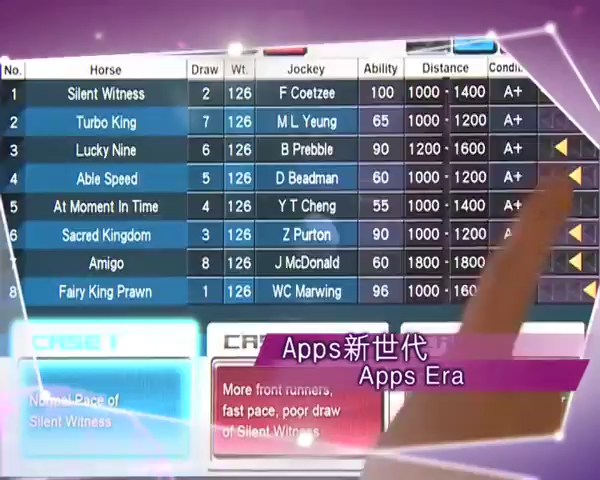 No. Horse Draw Wt. Jockey Ability Distance
1 Silent Witness 2 126 F Coetzee 100 1000 - 1400 A+
2 Turbo King 7 126 M L Yeung 65 1000 - 1200 A+
3 Lucky Nine 6 126 B Prebble 90 1200 - 1600 A+
4 Able Speed 5 126 D Beadman 60 1000 - 1200 A+
5 At Moment In Time 4 126 Y T Cheng 55 1000 - 1400 A+
6 Sacred Kingdom 3 126 Z Purton 90 1000 - 1200
7 Amigo 8 126 J McDonald 60 1800 - 1800
8 Fairy King Prawn 1 126 WC Marwing 96 1000 -
CASE 1
Normal Pace of
Silent Witness
More front runners,
fast pace, poor draw
of Silent Witness
Apps新世代
Apps Era